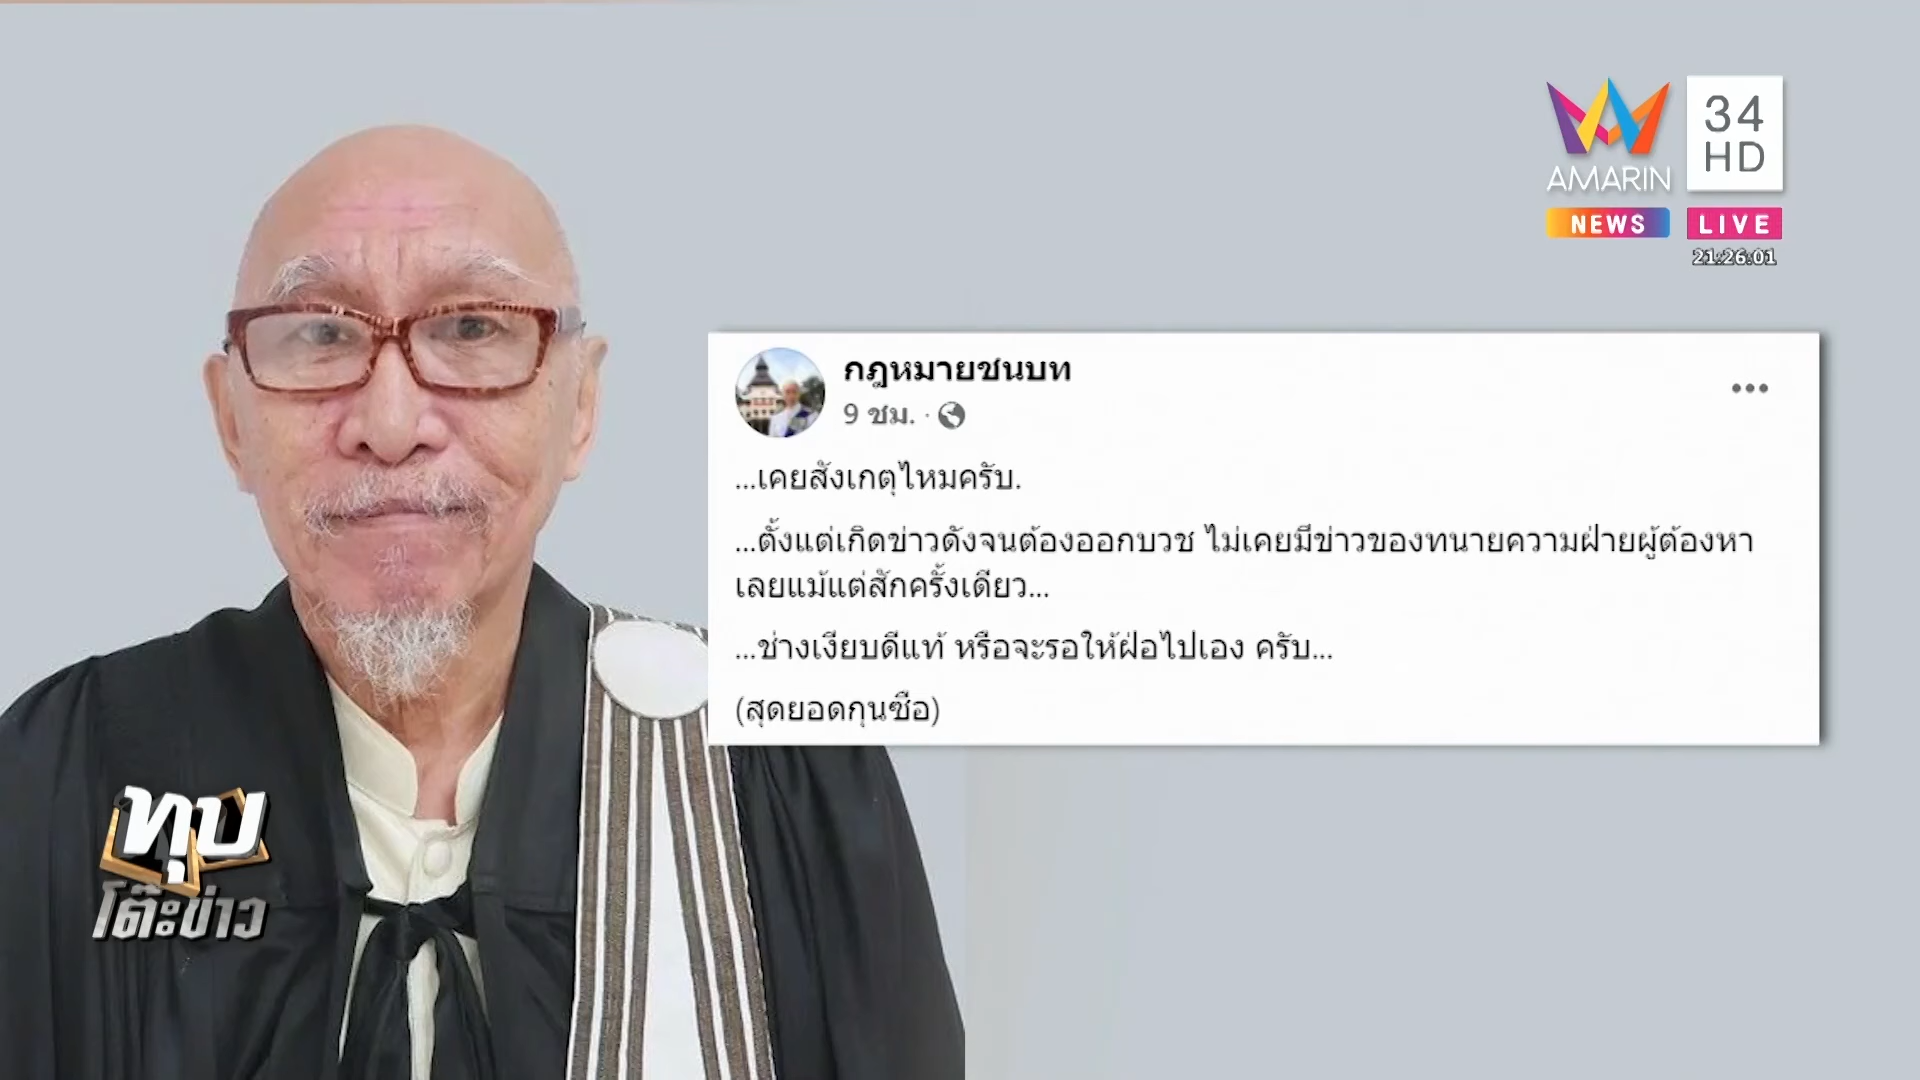 AMARIN
34
HD
NEWS
LIVE
21:26:01
กฎหมายชนบท
9 ชม.
...เคยสังเกตุไหมครับ.
...ตั้งแต่เกิดข่าวดังจนต้องออกบวช ไม่เคยมีข่าวของทนายความฝ่ายผู้ต้องหา
เลยแม้แต่สักครั้งเดียว...
...ช่างเงียบดีแท้ หรือจะรอให้ฝ่อไปเอง ครับ...
(สุดยอดกุนซือ)
ทุบ
โต๊ะข่าว